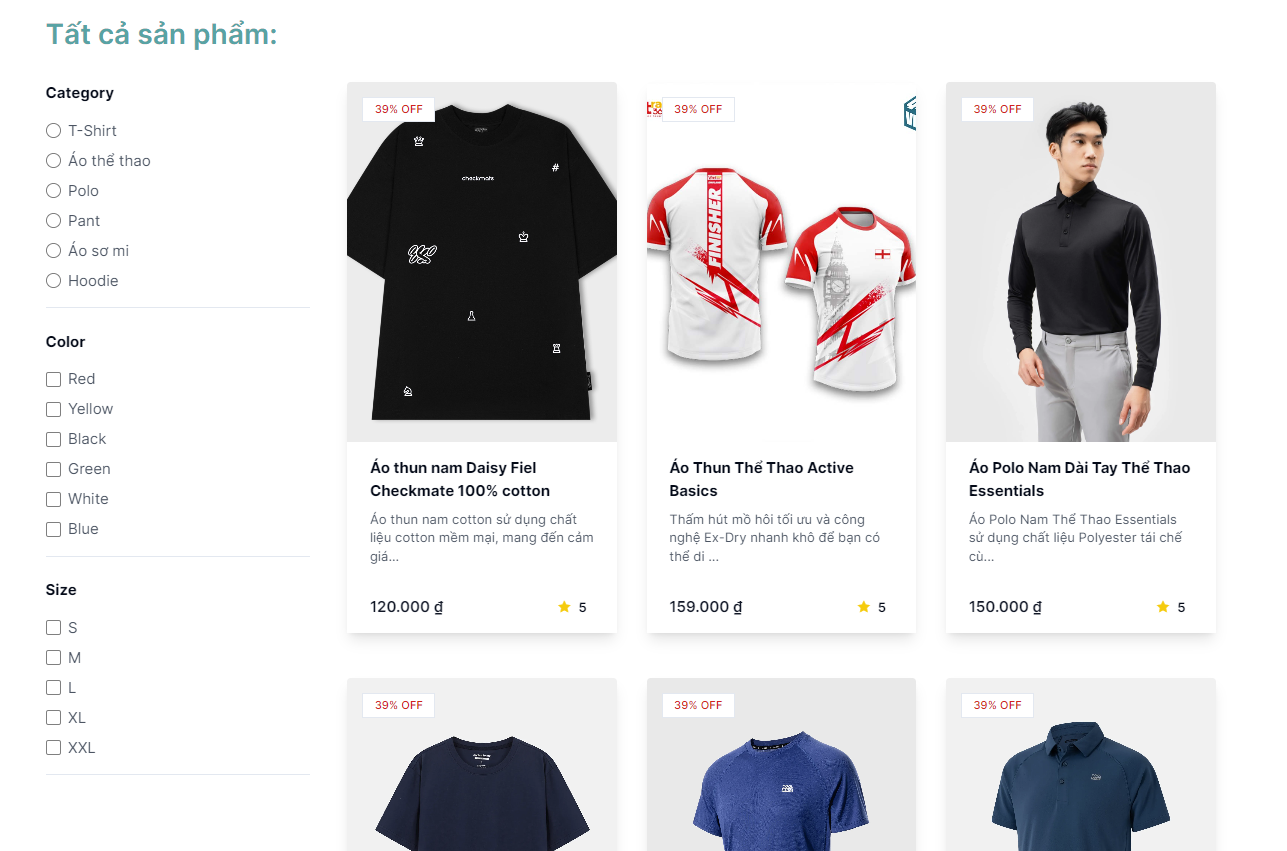 Tất cả sản phẩm:
Category
T-Shirt
Áo thể thao
Polo
Pant
Áo sơ mi
Hoodie
Color
Red
Yellow
Black
Green
White
Blue
Size
S
M
L
XL
XXL
39% OFF
checkmate
#
Áo thun nam Daisy Fiel
Checkmate 100% cotton
Áo thun nam cotton sử dụng chất
liệu cotton mềm mại, mang đến cảm
giá...
120.000 ₫
5
39% OFF
FINISHER
Áo Thun Thể Thao Active
Basics
Thấm hút mồ hôi tối ưu và công
nghệ Ex-Dry nhanh khô để bạn có
thể di ...
159.000 ₫
5
39% OFF
Áo Polo Nam Dài Tay Thể Thao
Essentials
Áo Polo Nam Thể Thao Essentials
sử dụng chất liệu Polyester tái chế
cù...
150.000 ₫
5
39% OFF
39% OFF
39% OFF